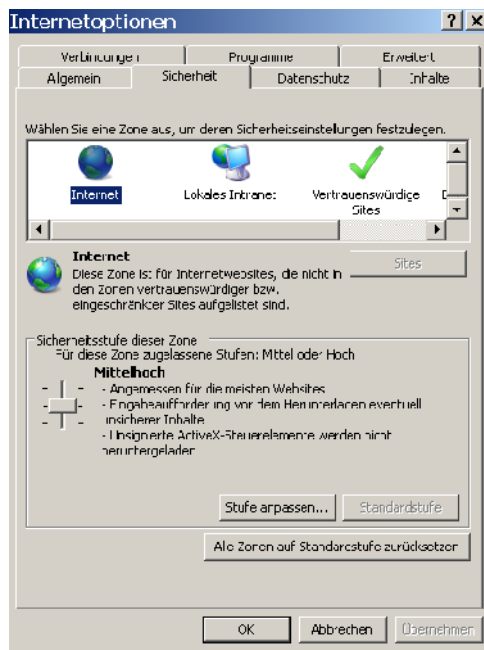 Internetoptionen
Verbindungen Programme Erweitert
Algemein Sicherheit Datenschutz Inhalte
Wählen Sie eine Zone aus, um deren Sicherheitseinstellungen festzulegen.
Internet Lokales Intranet Vertrauenswürdige
Sites
Internet
Diese Zone ist für Internetwebsites, die nicht in
den Zonen vertrauenswürdiger bzw.
eingeschränkter Sites aufgelistet sind.
Sites
Sicherheitsstufe dieser Zone
Für diese Zone zugelassene Stufen: Mittel oder Hoch
Mittelhoch
- Angemessen für die meisten Websites
- Eingabeaufforderung vor dem Herunterladen eventuell
unsicherer Inhalte
- Unsignierte ActiveX-Steuerelemente werden nicht
heruntergeladen
Stufe anpassen... Standardstufe
Alle Zonen auf Standardstufe zurücksetzen
OK Abbrechen Übernehmen